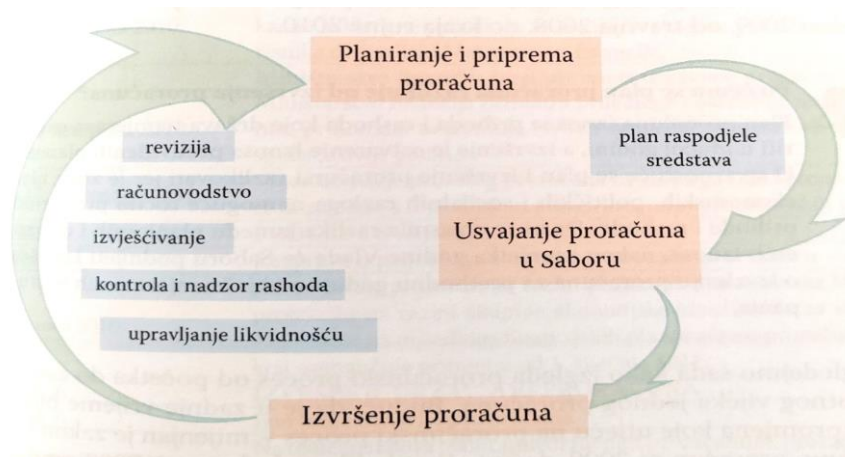 Planiranje i priprema
proračuna
plan raspodjele
sredstava
Usvajanje proračuna
u Saboru
Izvršenje proračuna
revizija
računovodstvo
izvješćivanje
kontrola i nadzor rashoda
upravljanje likvidnošću